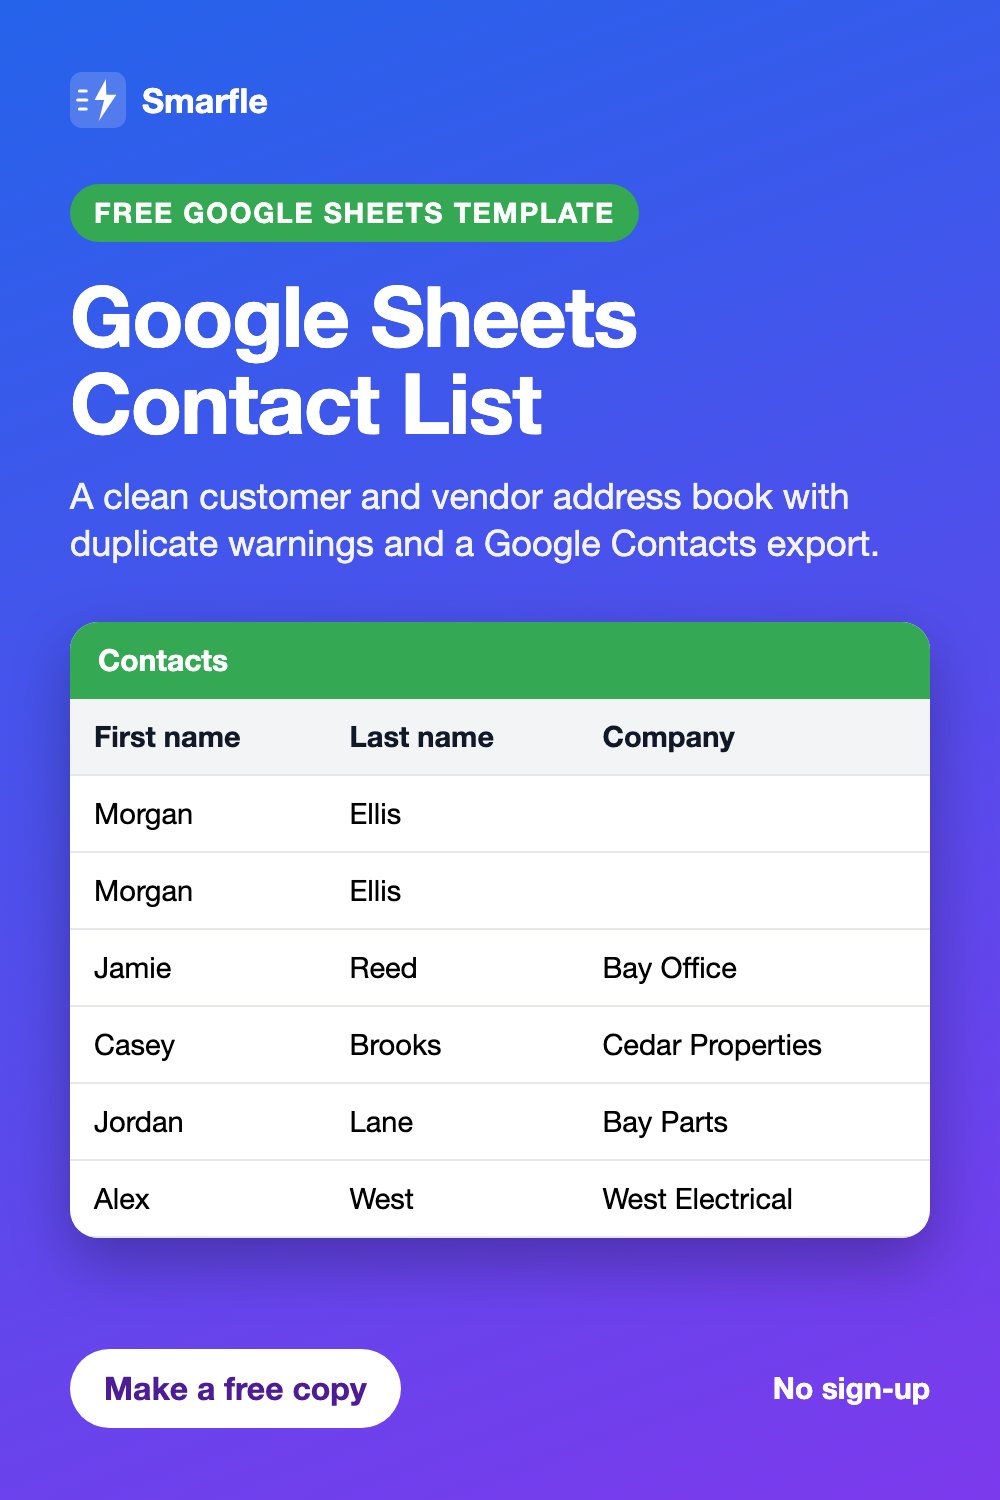 Smarfle
FREE GOOGLE SHEETS TEMPLATE
Google Sheets
Contact List
A clean customer and vendor address book with
duplicate warnings and a Google Contacts export.
Contacts
First name Last name Company
Morgan Ellis
Morgan Ellis
Jamie Reed Bay Office
Casey Brooks Cedar Properties
Jordan Lane Bay Parts
Alex West West Electrical
Make a free copy No sign-up